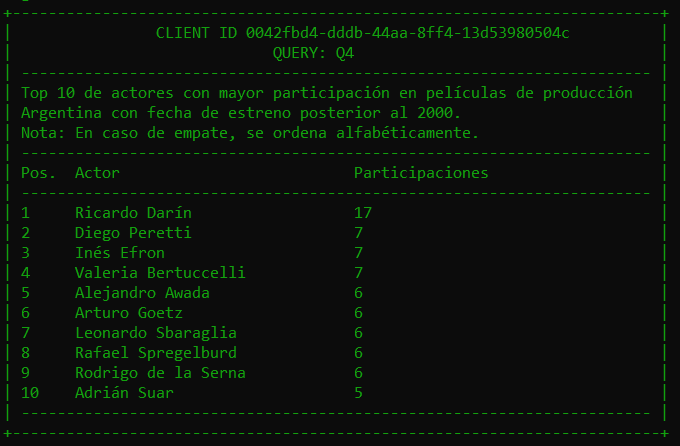 CLIENT ID 0042fbd4-dddb-44aa-8ff4-13d53980504c
QUERY: Q4
Top 10 de actores con mayor participación en películas de producción
Argentina con fecha de estreno posterior al 2000.
Nota: En caso de empate, se ordena alfabéticamente.
Pos. Actor Participaciones
1 Ricardo Darín 17
2 Diego Peretti 7
3 Inés Efron 7
4 Valeria Bertuccelli 7
5 Alejandro Awada 6
6 Arturo Goetz 6
7 Leonardo Sbaraglia 6
8 Rafael Spregelburd 6
9 Rodrigo de la Serna 6
10 Adrián Suar 5